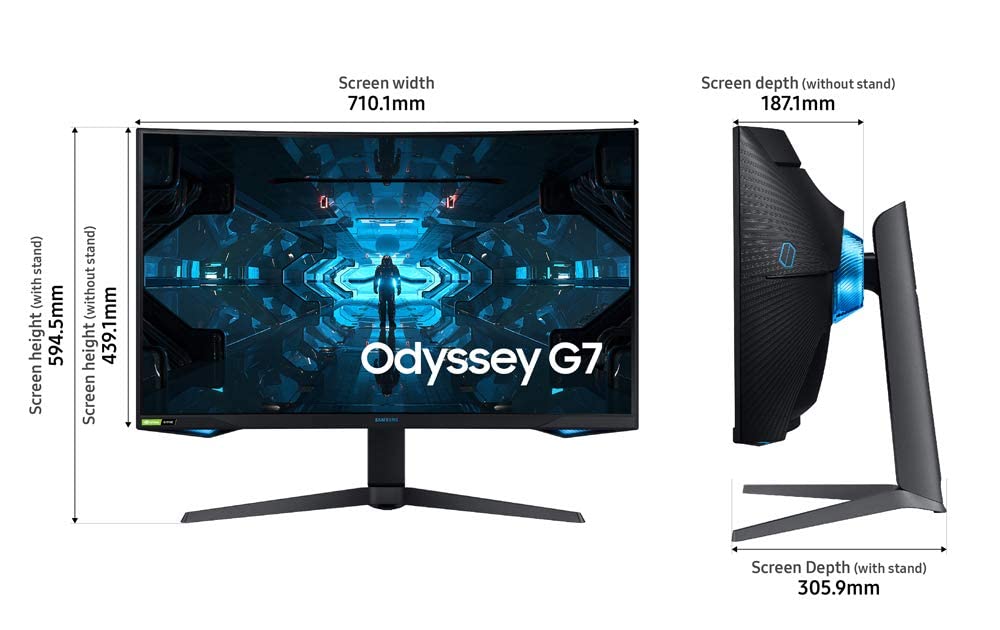 Screen width
710.1mm
Screen depth (without stand)
187.1mm
Screen height (with stand)
594.5mm
Screen height (without stand)
439.1mm
Odyssey G7
SAMSUNG
Screen Depth (with stand)
305.9mm